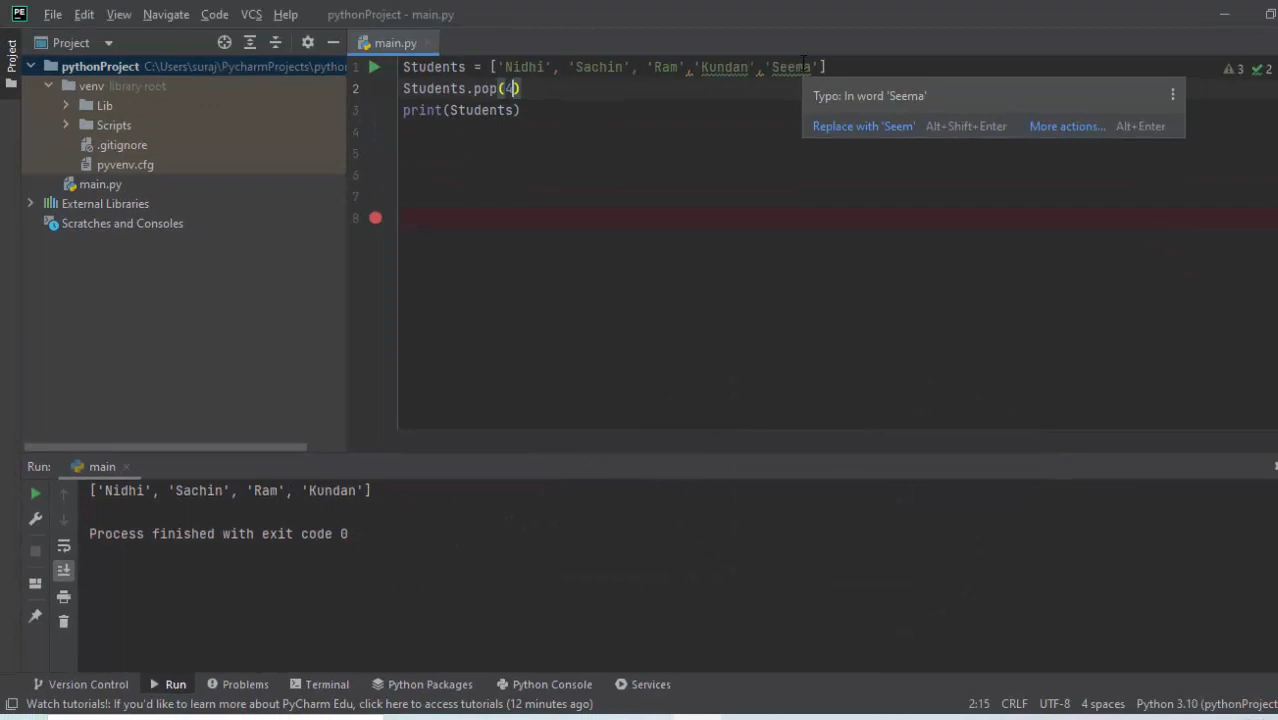 PE File Edit View Navigate Code VCS Help pythonProject - main.py
Project
Project
main.py
pythonProject C:\Users\suraj\PycharmProjects\python
venv library root
Lib
Scripts
.gitignore
pyvenv.cfg
main.py
External Libraries
Scratches and Consoles
1 Students = ['Nidhi', 'Sachin', 'Ram','Kundan','Seema']
2 Students.pop(4)
3 print(Students)
4
5
6
7
8
3 2
Typo: In word 'Seema'
Replace with 'Seem' Alt+Shift+Enter More actions... Alt+Enter
Run: main
['Nidhi', 'Sachin', 'Ram', 'Kundan']
Process finished with exit code 0
Version Control Run Problems Terminal Python Packages Python Console Services
Watch tutorials!: If you'd like to learn more about PyCharm Edu, click here to access tutorials (12 minutes ago) 2:15 CRLF UTF-8 4 spaces Python 3.10 (pythonProject